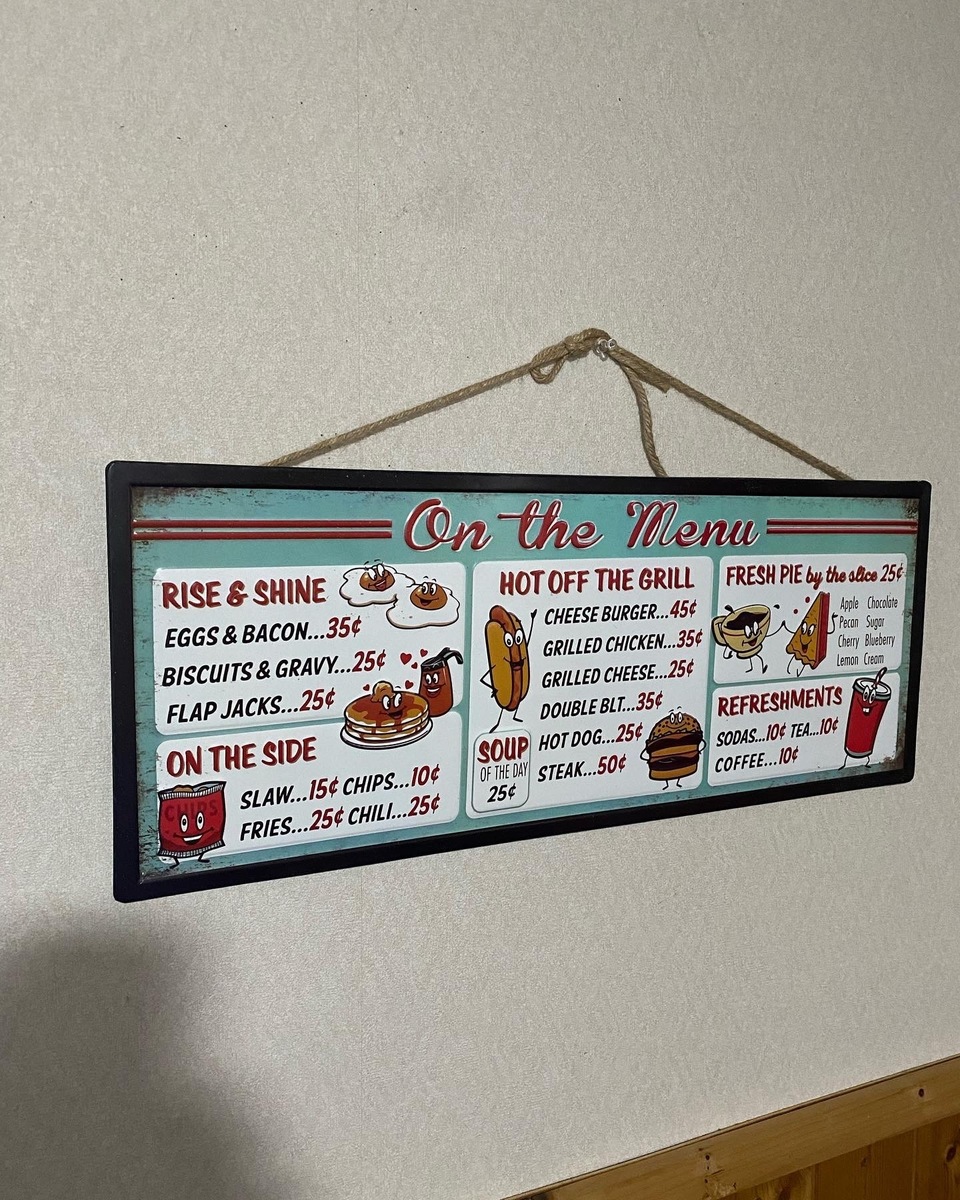 On the Menu
RISE & SHINE
EGGS & BACON...35¢
BISCUITS & GRAVY...25¢
FLAP JACKS...25¢
ON THE SIDE
CHIPS
SLAW...15¢ CHIPS...10¢
FRIES...25¢ CHILI...25¢
HOT OFF THE GRILL
CHEESE BURGER...45¢
GRILLED CHICKEN...35¢
GRILLED CHEESE...25¢
DOUBLE BLT...35¢
HOT DOG...25¢
STEAK...50¢
SOUP
OF THE DAY
25¢
FRESH PIE by the slice 25¢
Apple Chocolate
Pecan Sugar
Cherry Blueberry
Lemon Cream
REFRESHMENTS
SODAS...10¢ TEA...10¢
COFFEE...10¢